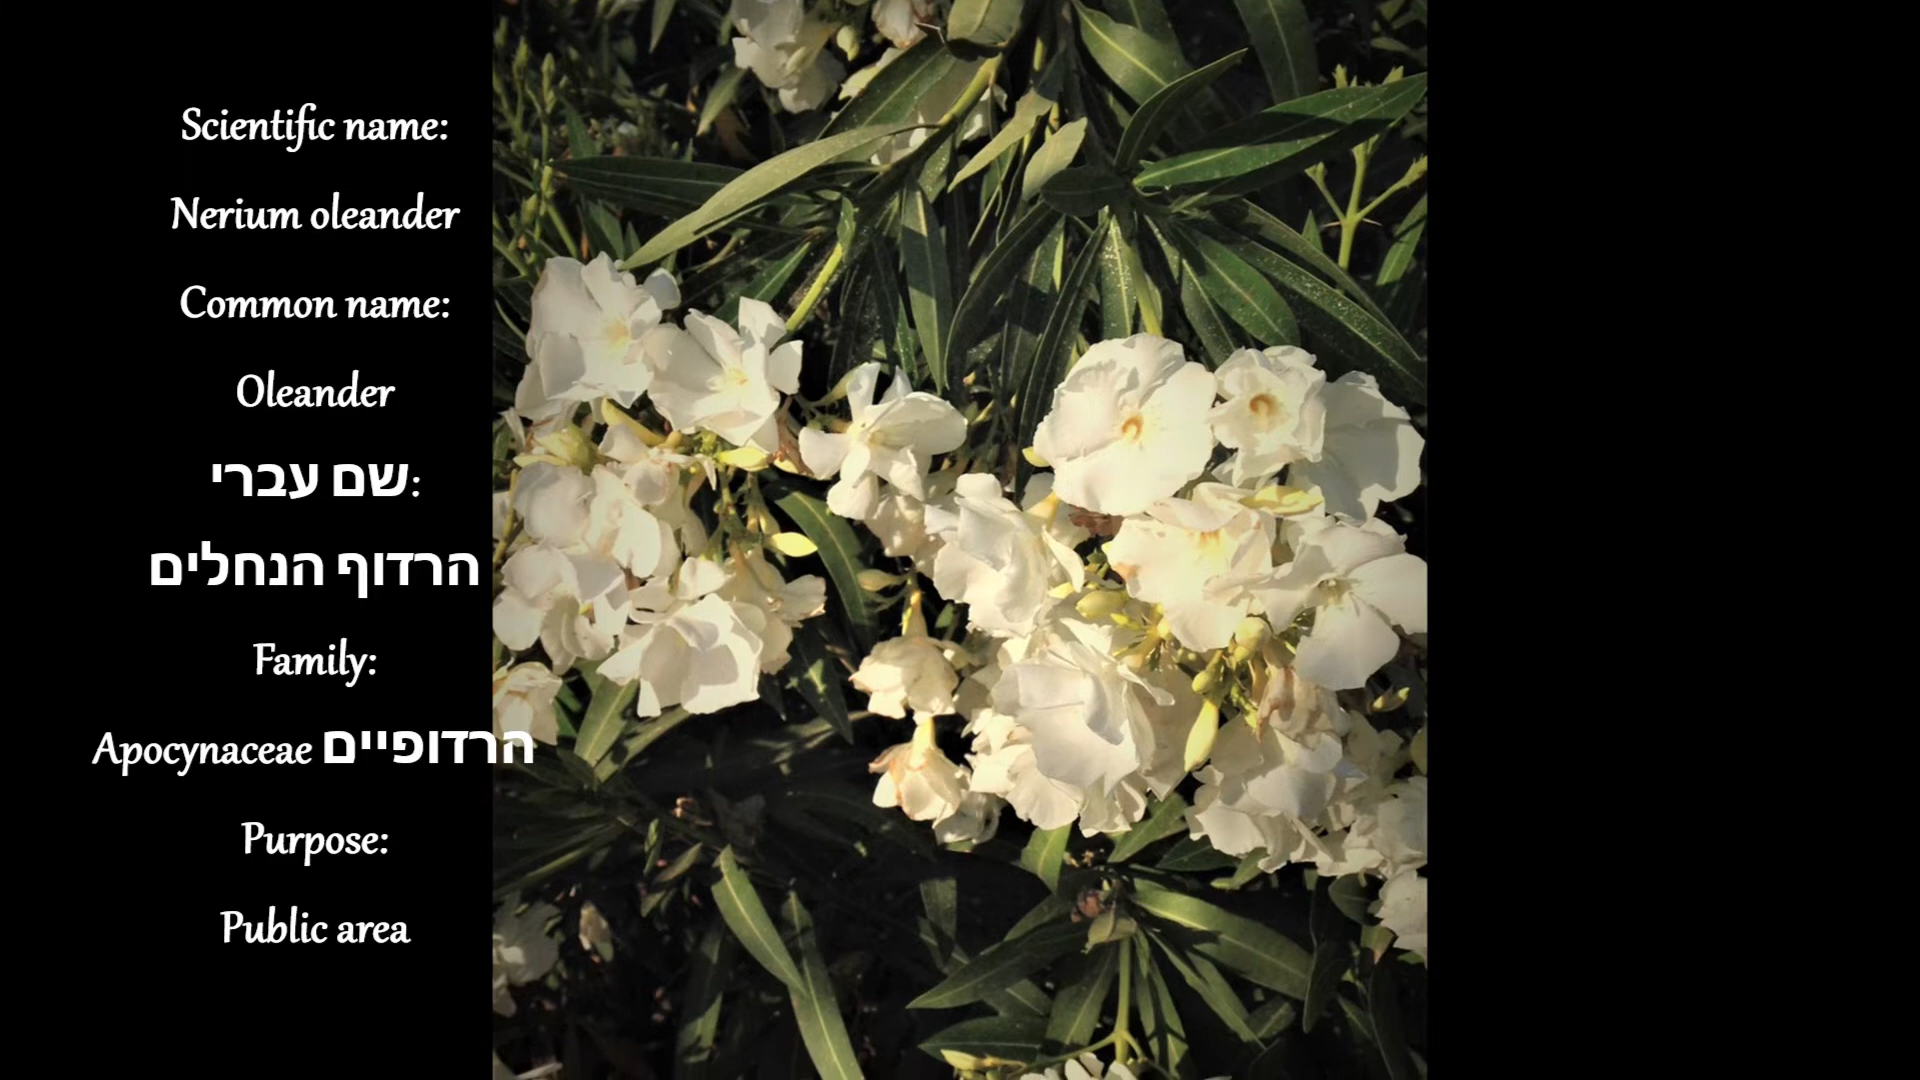 Scientific name:
Nerium oleander
Common name:
Oleander
שם עברי:
הרדוף הנחלים
Family:
Apocynaceae הרדופיים
Purpose:
Public area